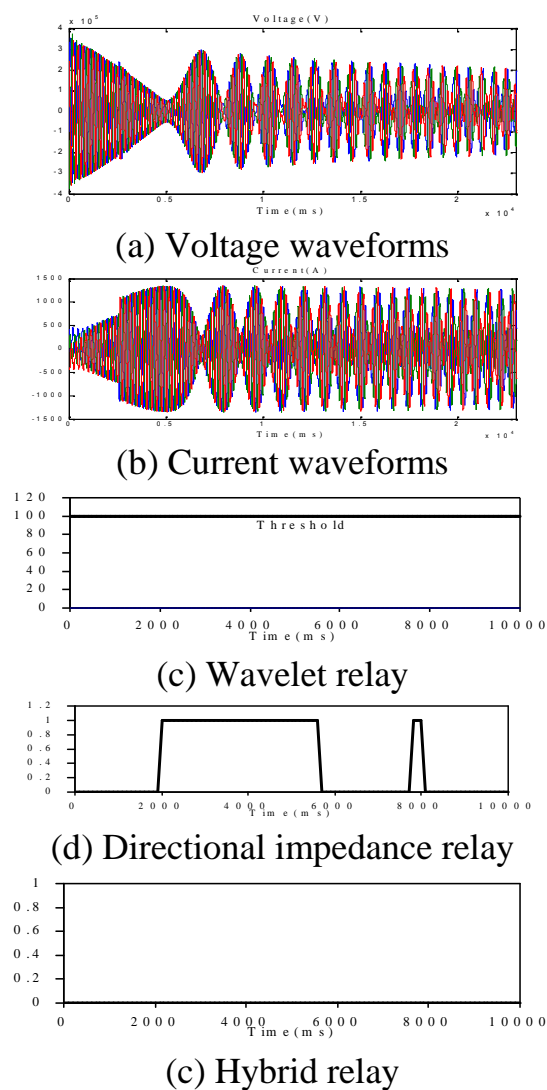 x 10^5
Voltage(V)
4
3
2
1
0
-1
-2
-3
-4
0 0.5 1 1.5 2
Time(ms)
x 10^4
(a) Voltage waveforms
Current(A)
1500
1000
500
0
-500
-1000
-1500
0 0.5 1 1.5 2
Time(ms)
x 10^4
(b) Current waveforms
120
100
Threshold
80
60
40
20
0
0 2000 4000 6000 8000 10000
Time(ms)
(c) Wavelet relay
1.2
1
0.8
0.6
0.4
0.2
0
0 2000 4000 6000 8000 10000
Time(ms)
(d) Directional impedance relay
1
0.8
0.6
0.4
0.2
0
0 2000 4000 6000 8000 10000
Time(ms)
(c) Hybrid relay